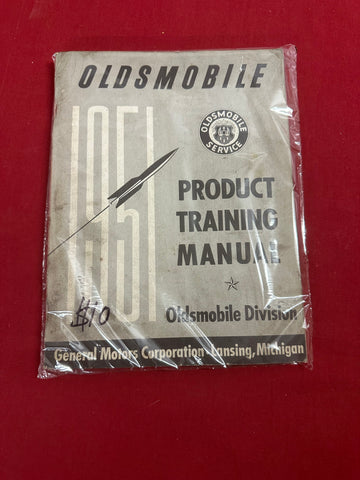 OLDSMOBILE
1951
OLDSMOBILE
SERVICE
PRODUCT
TRAINING
MANUAL
$10
Oldsmobile Division
General Motors Corporation Lansing, Michigan